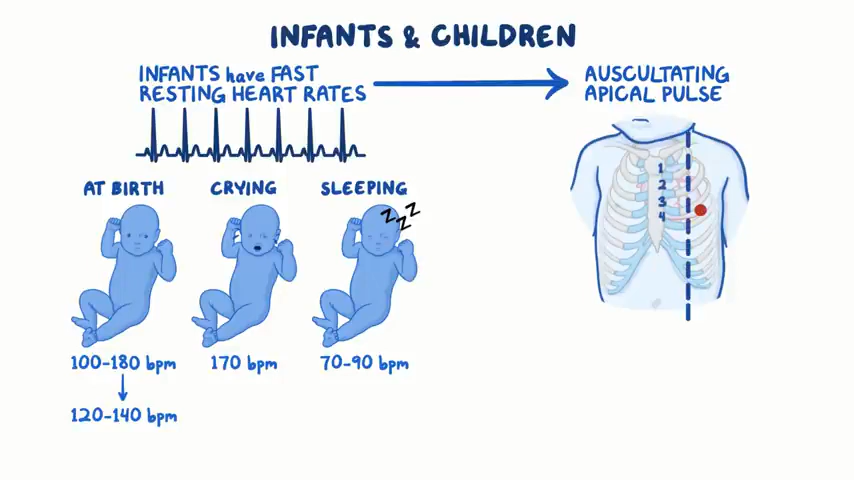 INFANTS & CHILDREN
INFANTS have FAST
RESTING HEART RATES
AUSCULTATING
APICAL PULSE
AT BIRTH
CRYING
SLEEPING
Z Z Z
1
2
3
4
100-180 bpm
170 bpm
70-90 bpm
120-140 bpm